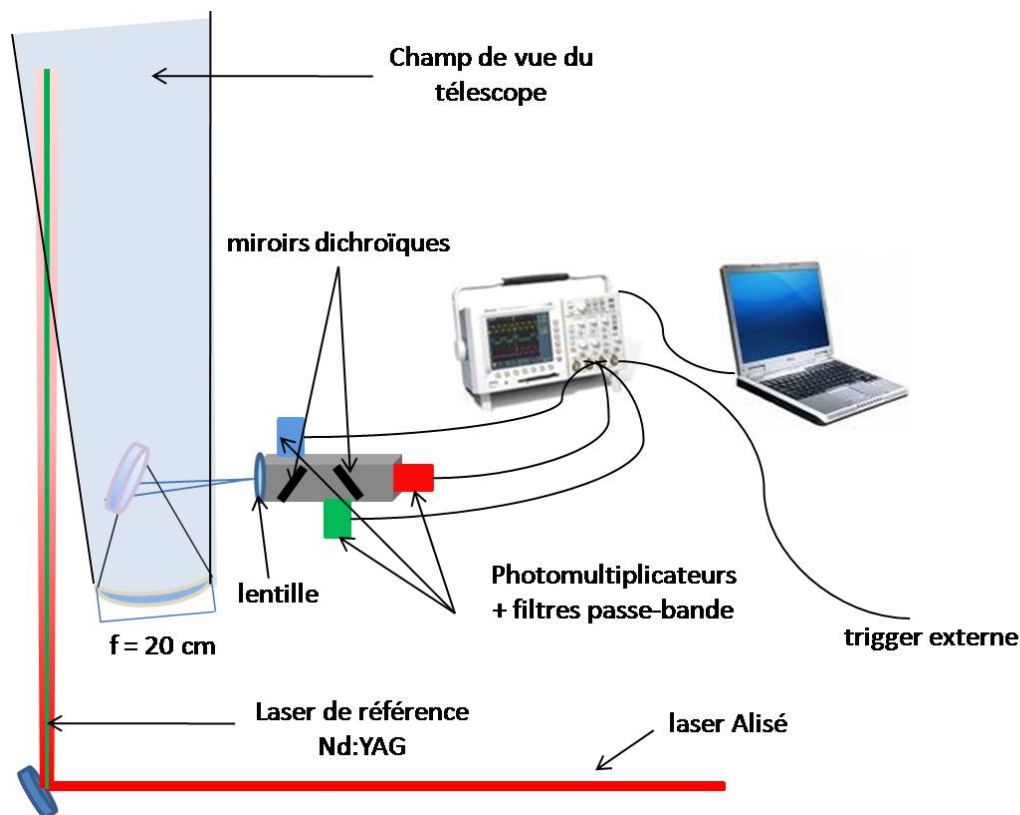 Champ de vue du
télescope
miroirs dichroïques
lentille
Photomultiplicateurs
+ filtres passe-bande
trigger externe
f = 20 cm
Laser de référence
Nd:YAG
laser Alisé